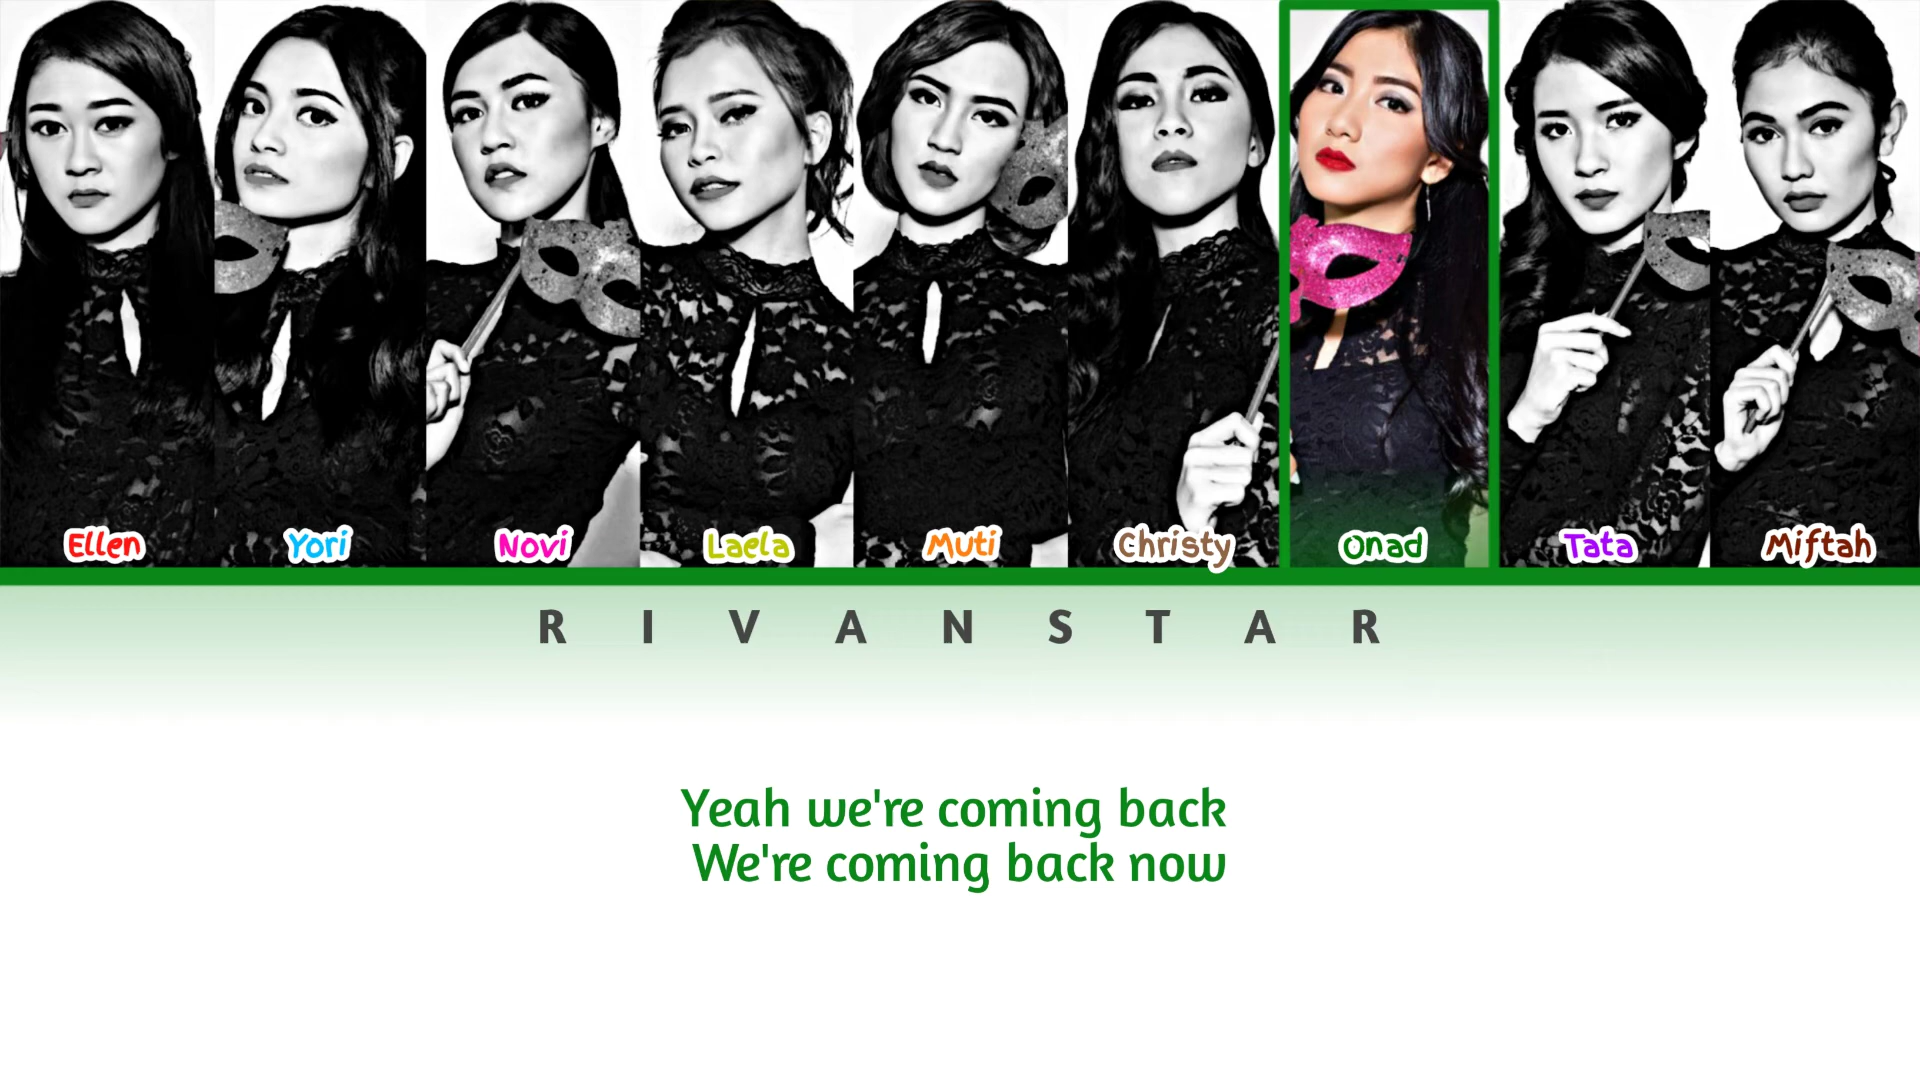 Ellen Yori Novi Laela Muti Christy Onad Tata Miftah
R I V A N S T A R
Yeah we're coming back
We're coming back now